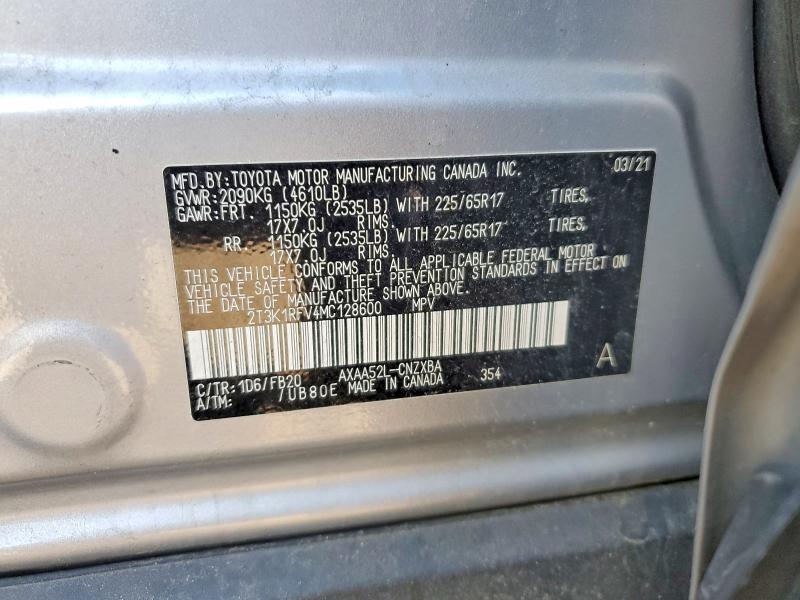 MFD.BY:TOYOTA MOTOR MANUFACTURING CANADA INC. 03/21
GVWR:2090KG (4610LB)
GAWR:FRT. 1150KG (2535LB) WITH 225/65R17 TIRES,
17X7.0J RIMS.
RR. 1150KG (2535LB) WITH 225/65R17 TIRES,
17X7.0J RIMS.
THIS VEHICLE CONFORMS TO ALL APPLICABLE FEDERAL MOTOR
VEHICLE SAFETY AND THEFT PREVENTION STANDARDS IN EFFECT ON
THE DATE OF MANUFACTURE SHOWN ABOVE.
2T3K1RFV4MC128600 MPV
C/TR:1D6/FB20 AXAA52L-CNZXBA A
A/TM: /UB80E MADE IN CANADA 354